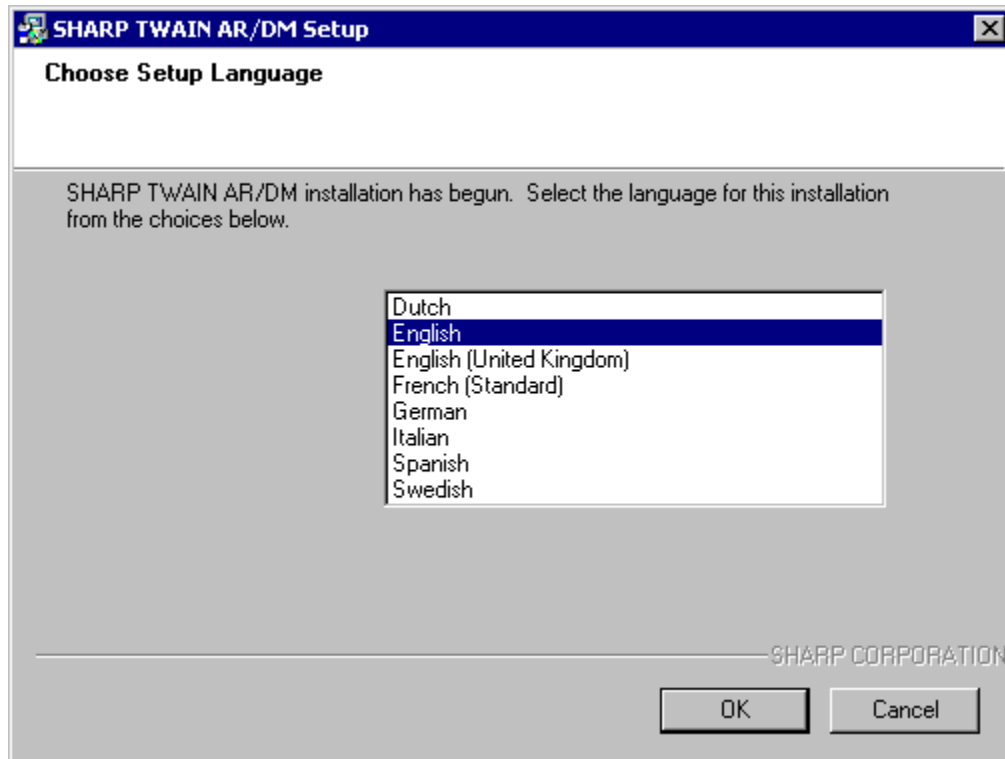 SHARP TWAIN AR/DM Setup
Choose Setup Language
SHARP TWAIN AR/DM installation has begun.  Select the language for this installation
from the choices below.
Dutch
English
English (United Kingdom)
French (Standard)
German
Italian
Spanish
Swedish
SHARP CORPORATION
OK
Cancel